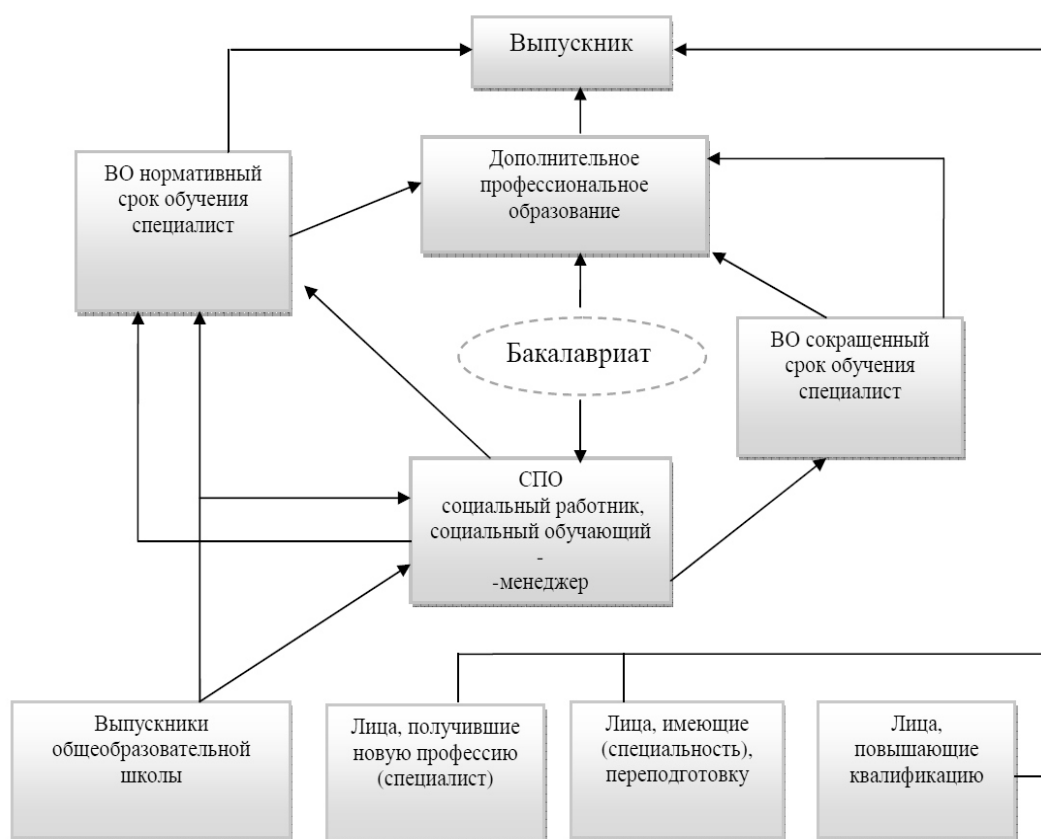 Выпускник
ВО нормативный
срок обучения
специалист
Дополнительное
профессиональное
образование
Бакалавриат
ВО сокращенный
срок обучения
специалист
СПО
социальный работник,
социальный обучающий
-
-менеджер
Выпускники
общеобразовательной
школы
Лица, получившие
новую профессию
(специалист)
Лица, имеющие
(специальность),
переподготовку
Лица,
повышающие
квалификацию